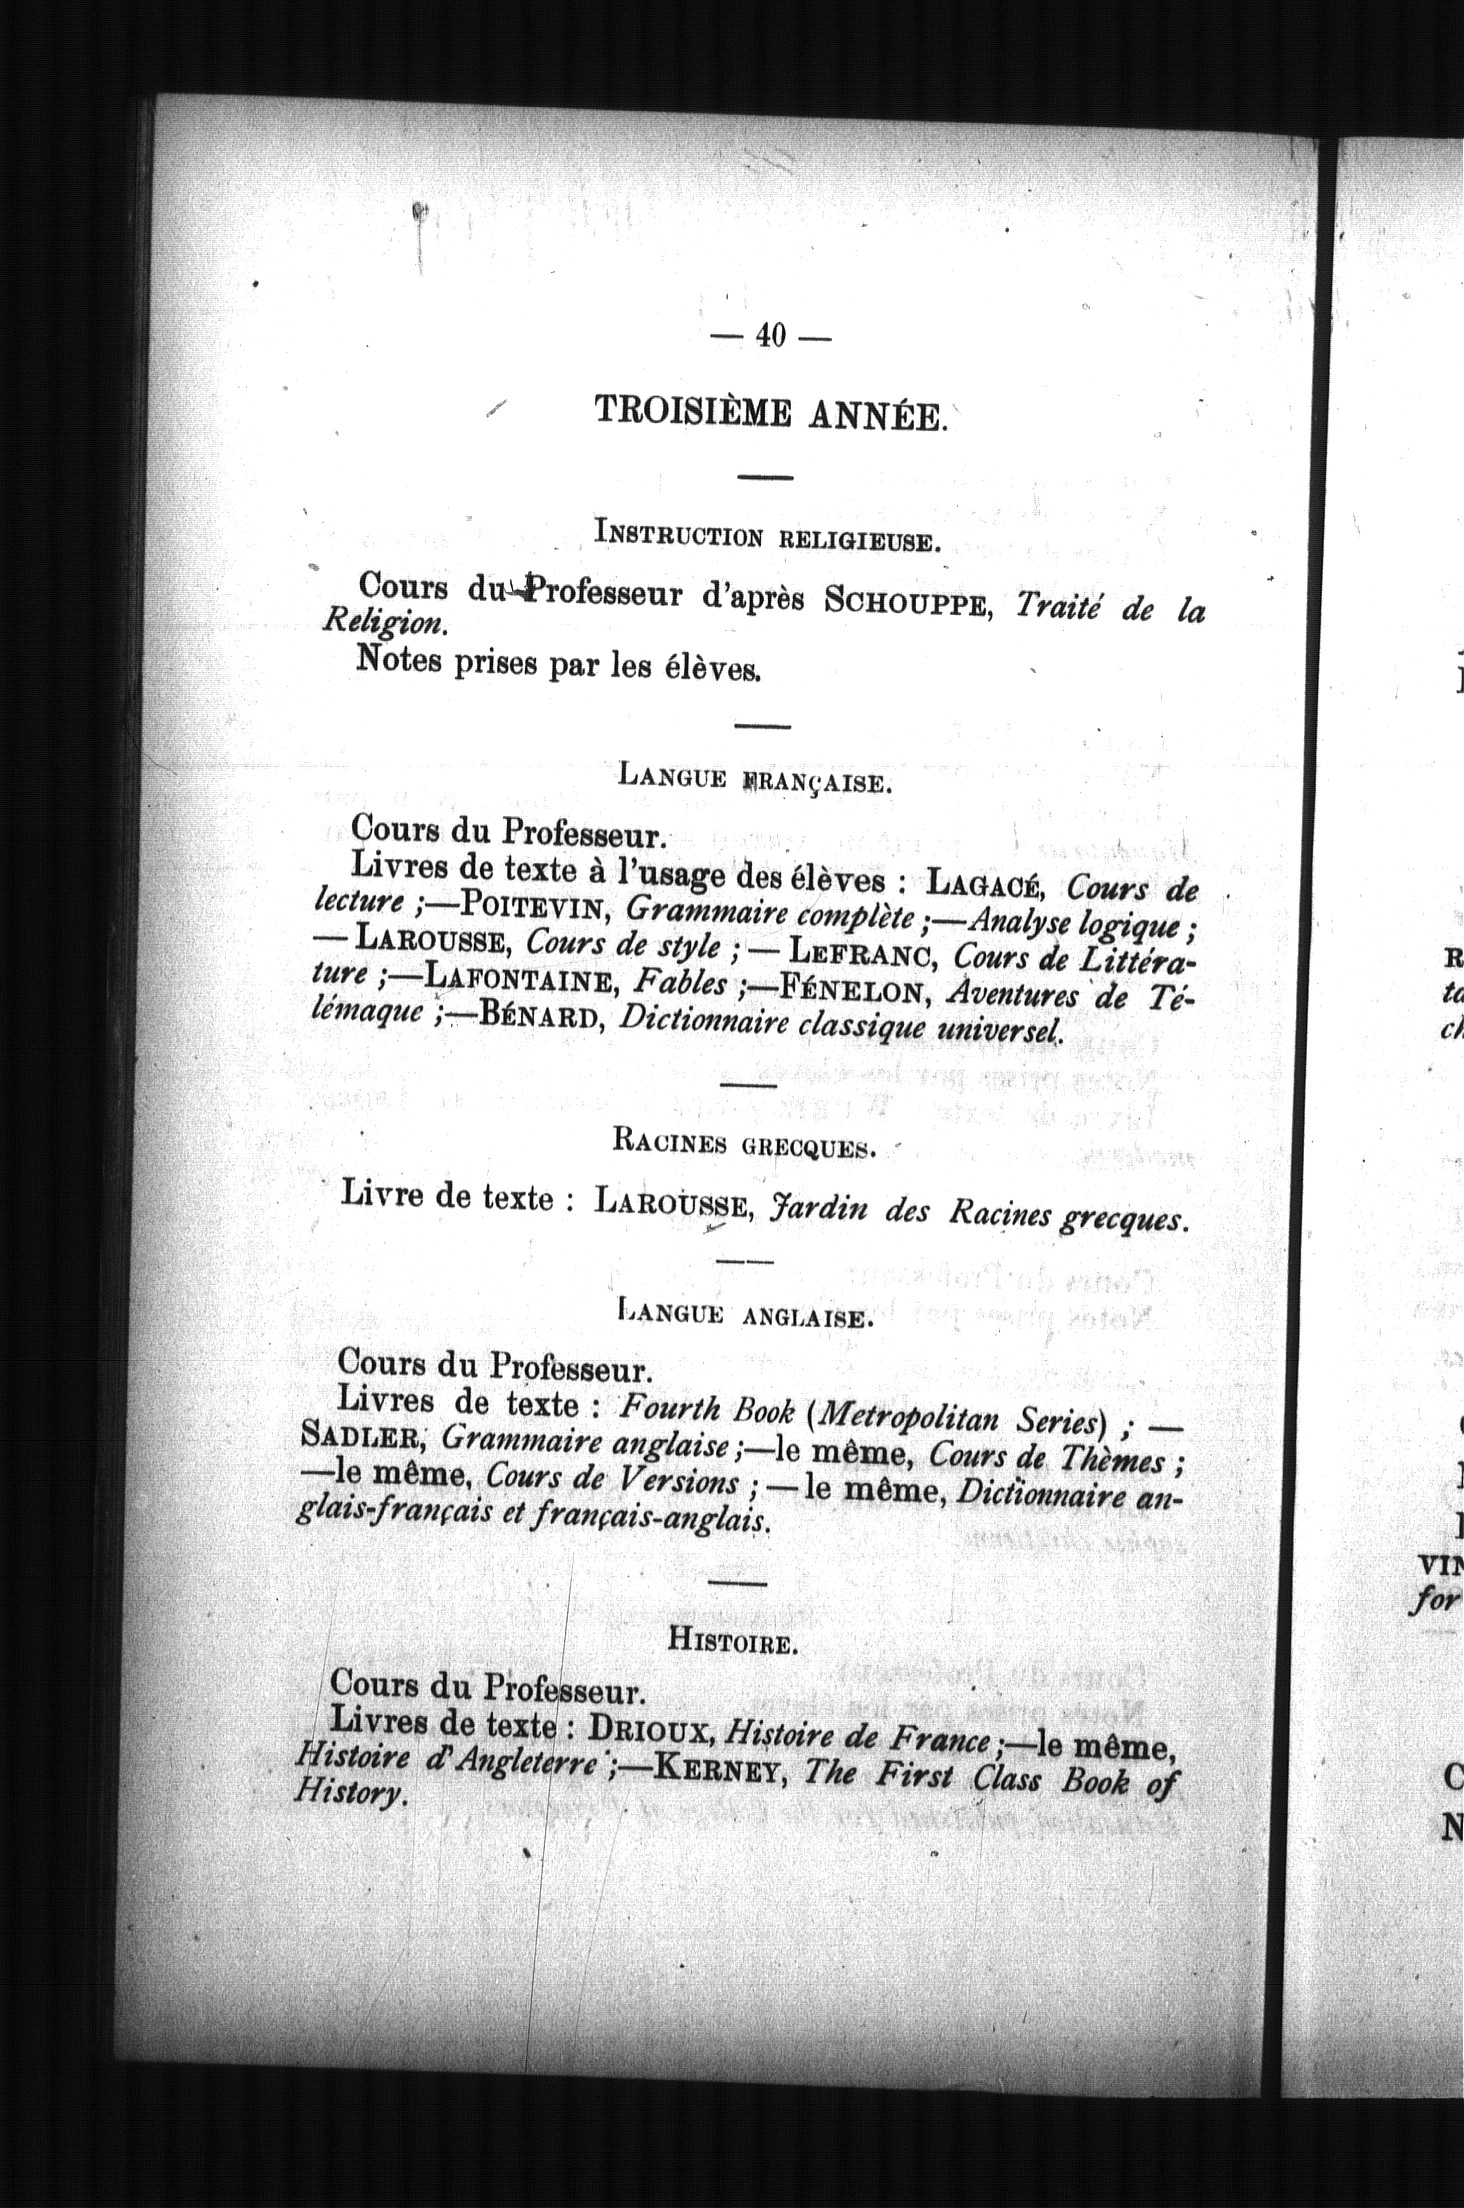 — 40 —
TROISIÈME ANNÉE.
INSTRUCTION RELIGIEUSE.
Cours du Professeur d'après SCHOUPPE, Traité de la
Religion.
Notes prises par les élèves.
LANGUE FRANÇAISE.
Cours du Professeur.
Livres de texte à l'usage des élèves : LAGACÉ, Cours de
lecture ;—POITEVIN, Grammaire complète ;—Analyse logique ;
— LAROUSSE, Cours de style ; — LEFRANC, Cours de Littéra-
ture ;—LAFONTAINE, Fables ;—FÉNELON, Aventures de Té-
lémaque ;—BÉNARD, Dictionnaire classique universel.
RACINES GRECQUES.
Livre de texte : LAROUSSE, Jardin des Racines grecques.
LANGUE ANGLAISE.
Cours du Professeur.
Livres de texte : Fourth Book (Metropolitan Series) ; —
SADLER, Grammaire anglaise ;—le même, Cours de Thèmes ;
—le même, Cours de Versions ; — le même, Dictionnaire an-
glais-français et français-anglais.
HISTOIRE.
Cours du Professeur.
Livres de texte : DRIOUX, Histoire de France ;—le même,
Histoire d'Angleterre ;—KERNEY, The First Class Book of
History.